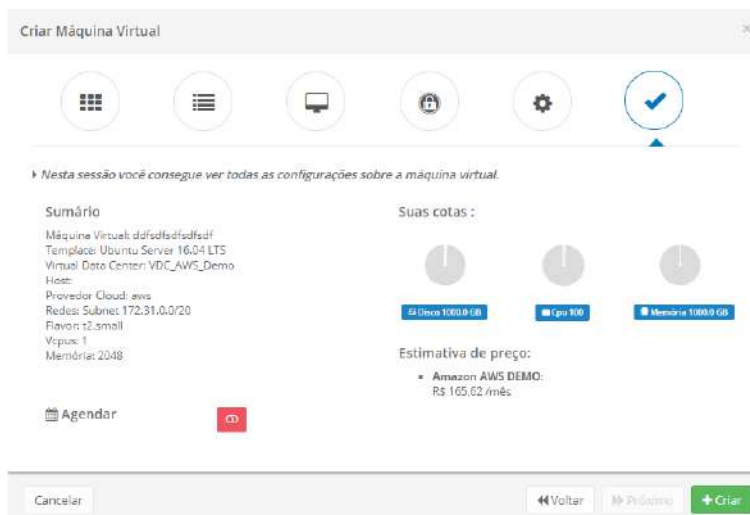 Criar Máquina Virtual
Nesta sessão você consegue ver todas as configurações sobre a máquina virtual.
Sumário
Máquina Virtual: ddfsdfsdfsdfsdf
Template: Ubuntu Server 16.04 LTS
Virtual Data Center: VDC_AWS_Demo
Host:
Provedor Cloud: aws
Redes: Subnet 172.31.0.0/20
Flavor: t2.small
Vcpus: 1
Memória: 2048
Agendar
Suas cotas :
Disco 1000.0 GB
Cpu 100
Memória 1000.0 GB
Estimativa de preço:
Amazon AWS DEMO:
R$ 165,62 /mês
Cancelar
Voltar
Próximo
Criar